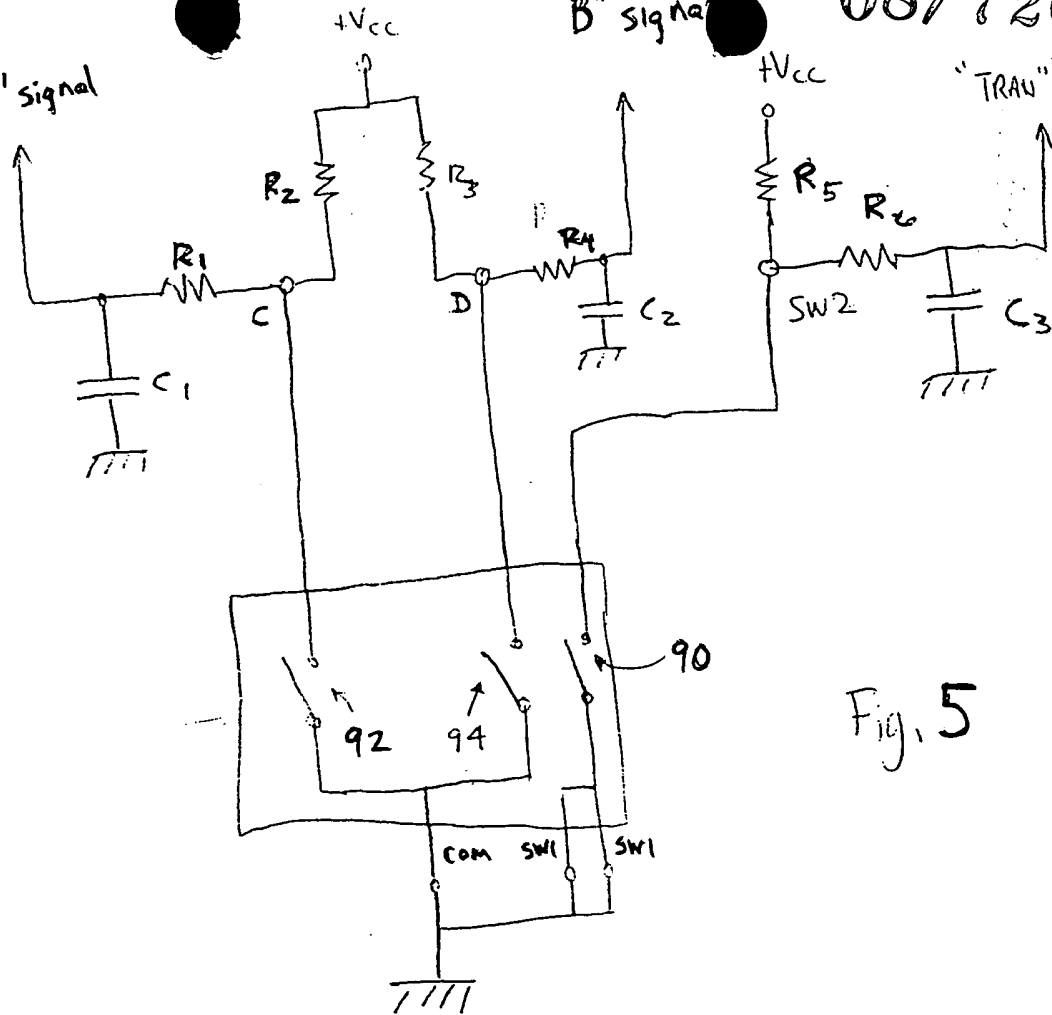 signal
+Vcc
B" signal
+Vcc
"TRAW"
R2
R3
R5
R6
R1
R4
C
D
C2
SW2
C3
C1
90
92
94
Fig. 5
COM
SW1
SW1